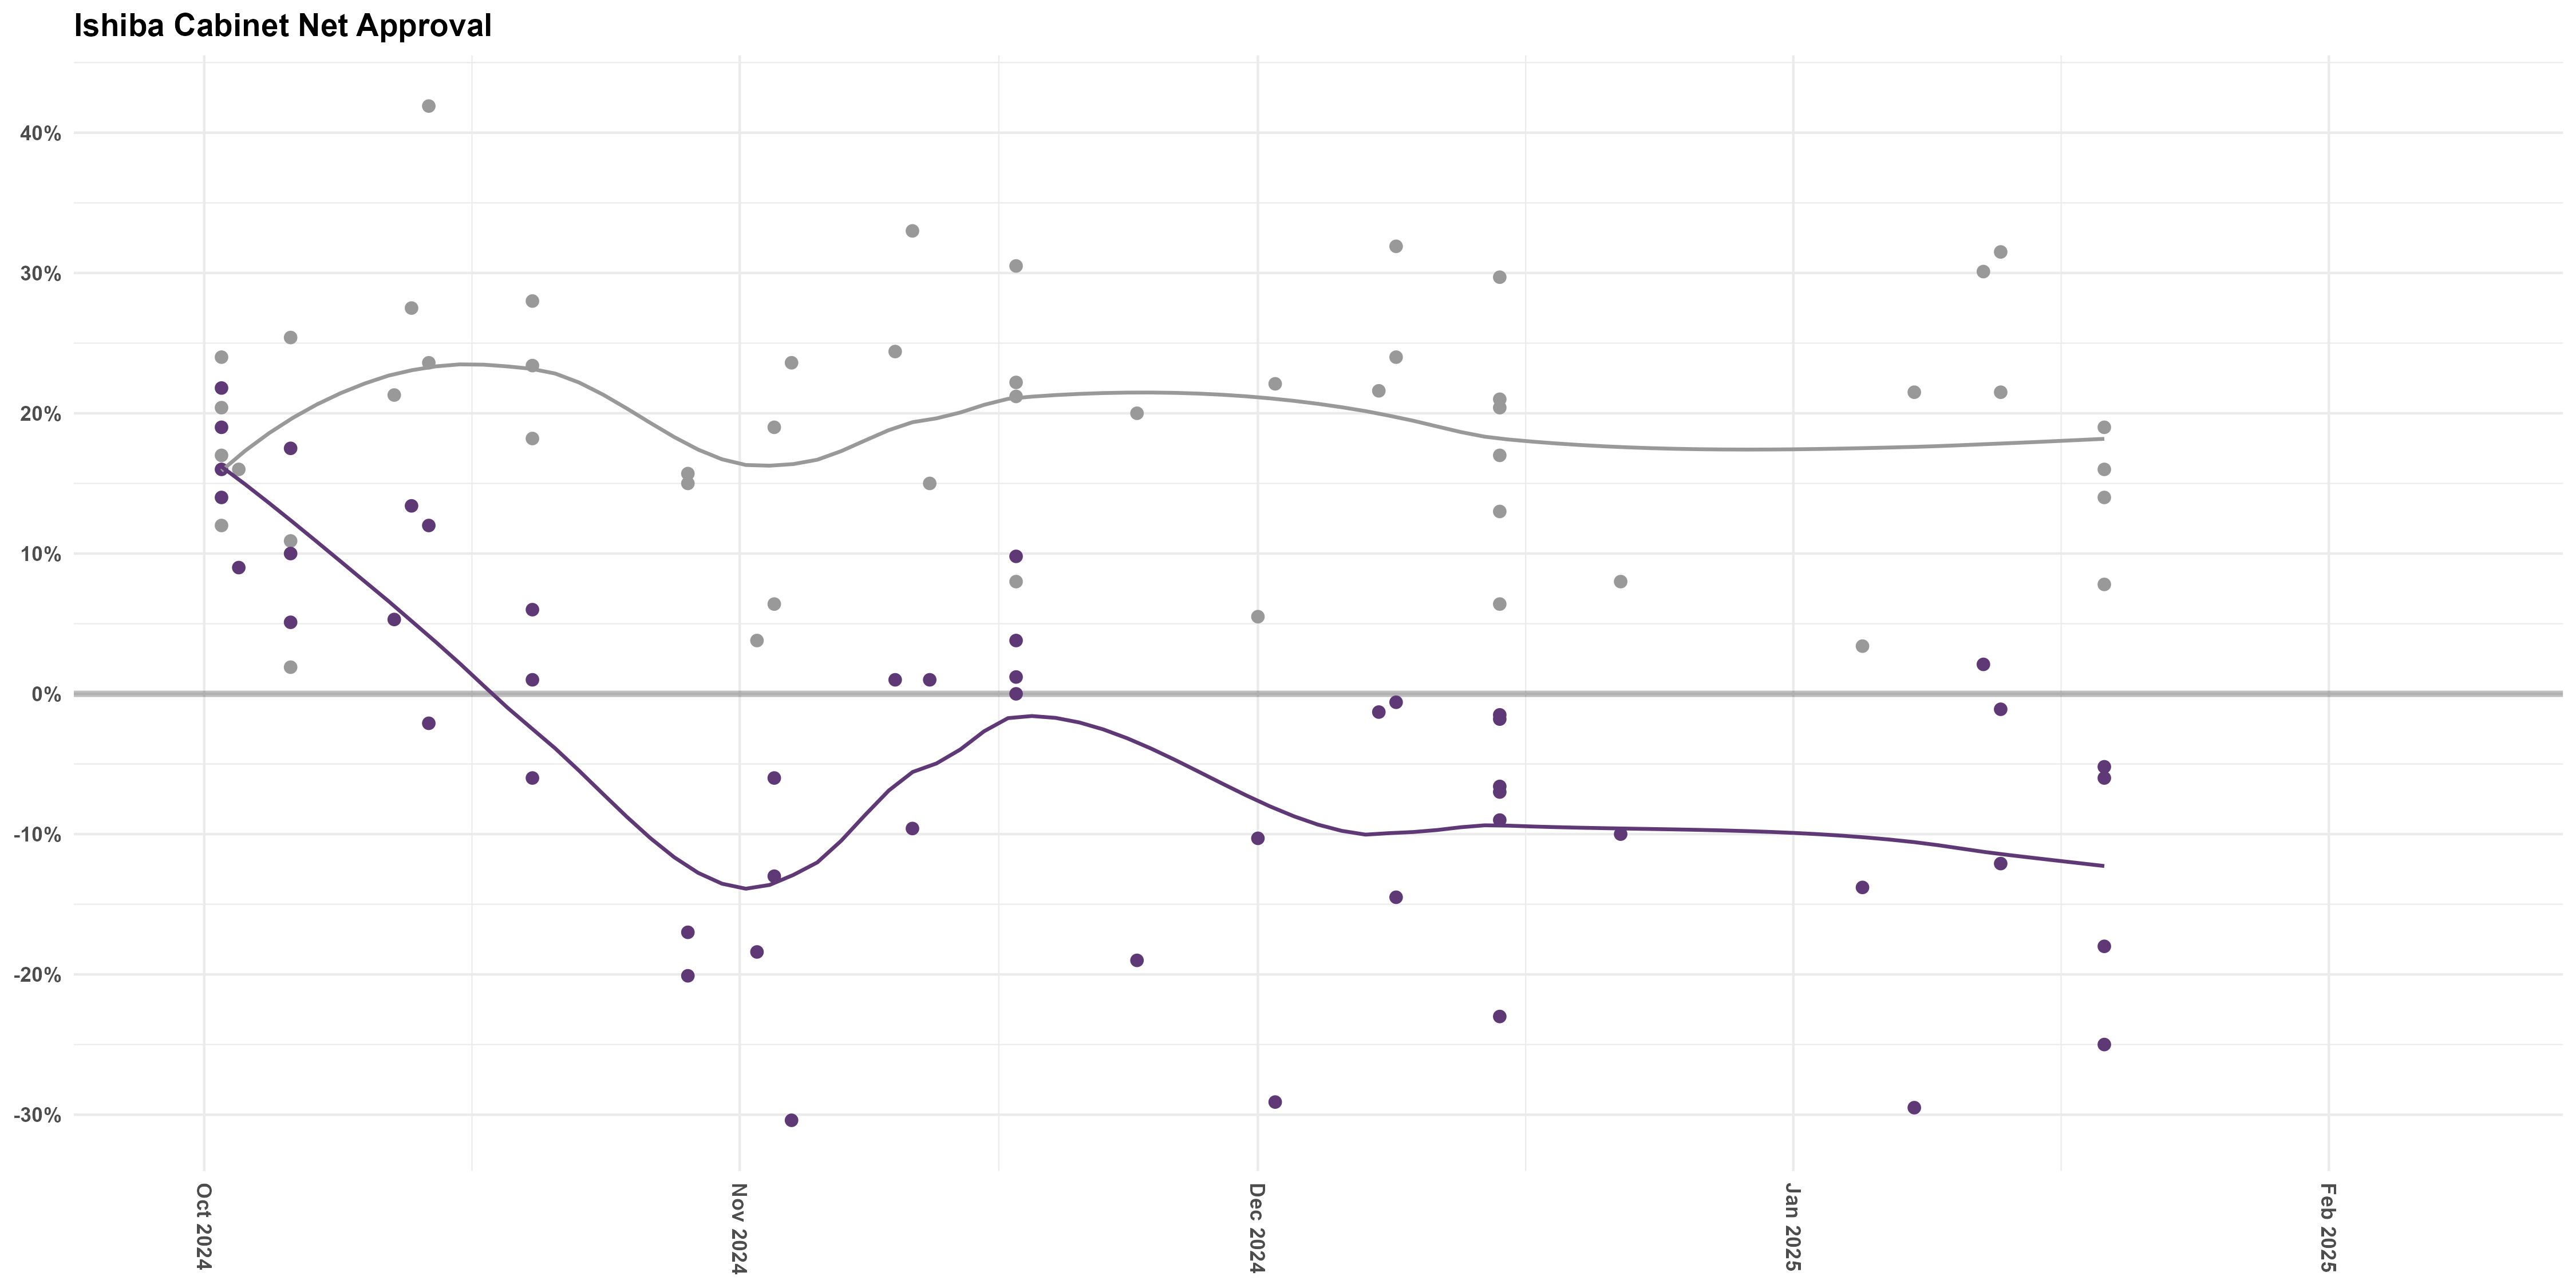 Ishiba Cabinet Net Approval
40%
30%
20%
10%
0%
-10%
-20%
-30%
Oct 2024
Nov 2024
Dec 2024
Jan 2025
Feb 2025